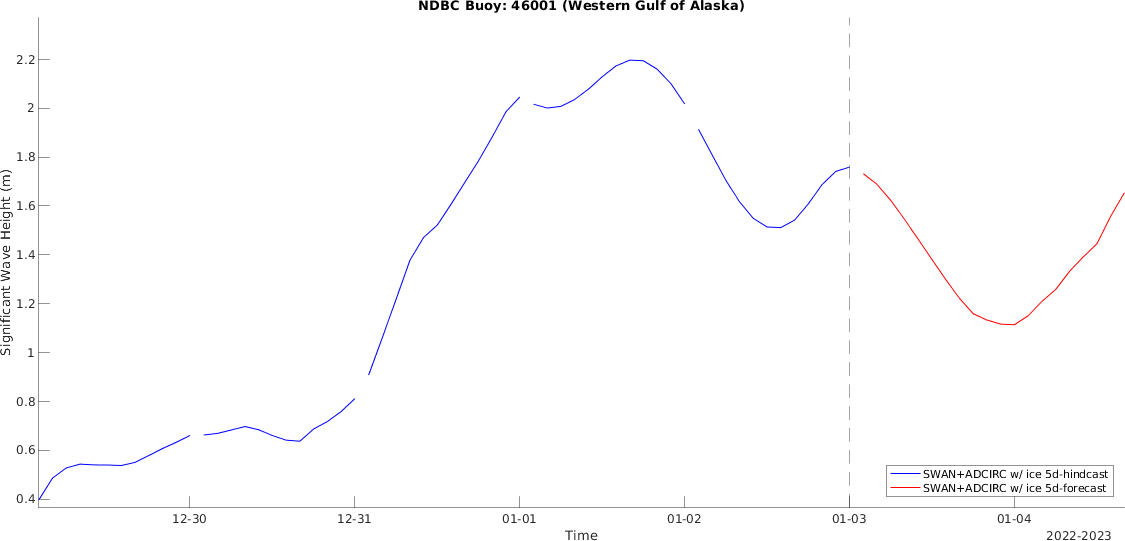 NDBC Buoy: 46001 (Western Gulf of Alaska)
Significant Wave Height (m)
2.2
2
1.8
1.6
1.4
1.2
1
0.8
0.6
0.4
SWAN+ADCIRC w/ ice 5d-hindcast
SWAN+ADCIRC w/ ice 5d-forecast
12-30 12-31 01-01 01-02 01-03 01-04
Time
2022-2023